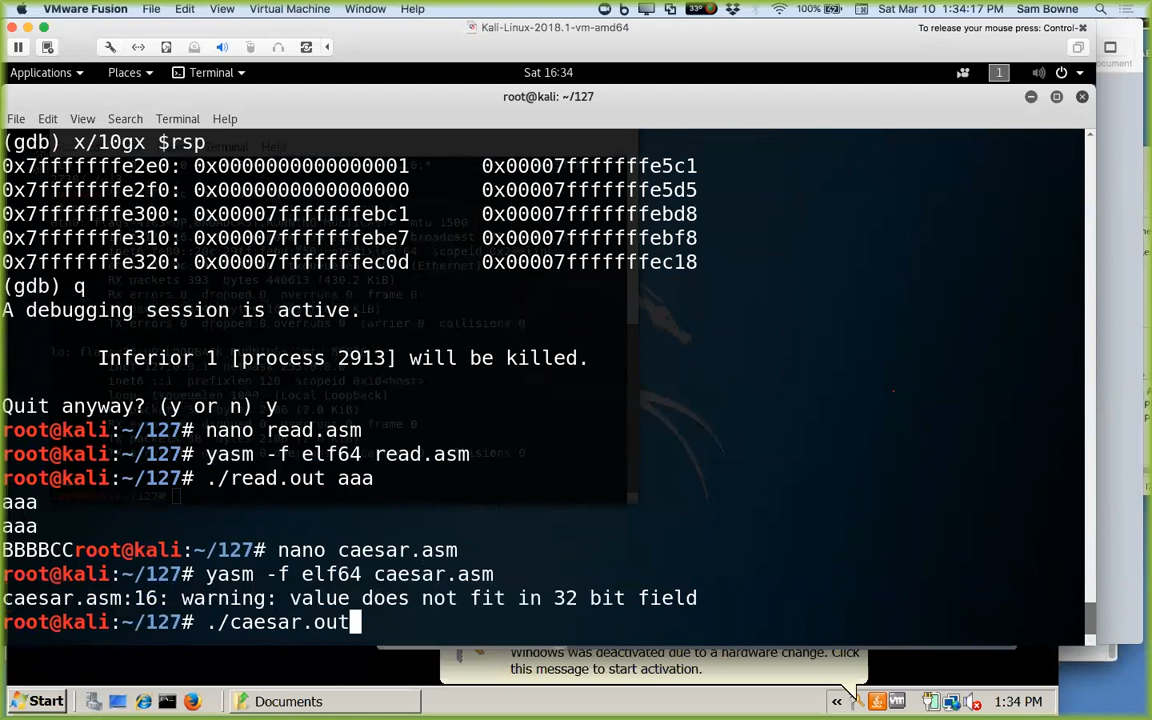 VMware Fusion File Edit View Virtual Machine Window Help 33° 100% Sat Mar 10 1:34:17 PM Sam Bowne
Kali-Linux-2018.1-vm-amd64 To release your mouse press: Control-⌘
Applications Places Terminal Sat 16:34 1
root@kali: ~/127
File Edit View Search Terminal Help
(gdb) x/10gx $rsp
0x7fffffffe2e0: 0x0000000000000001 0x00007fffffffe5c1
0x7fffffffe2f0: 0x0000000000000000 0x00007fffffffe5d5
0x7fffffffe300: 0x00007fffffffebc1 0x00007fffffffebd8
0x7fffffffe310: 0x00007fffffffebe7 0x00007fffffffebf8
0x7fffffffe320: 0x00007fffffffec0d 0x00007fffffffec18
(gdb) q
A debugging session is active.
Inferior 1 [process 2913] will be killed.
Quit anyway? (y or n) y
root@kali:~/127# nano read.asm
root@kali:~/127# yasm -f elf64 read.asm
root@kali:~/127# ./read.out aaa
aaa
aaa
BBBBCCroot@kali:~/127# nano caesar.asm
root@kali:~/127# yasm -f elf64 caesar.asm
caesar.asm:16: warning: value does not fit in 32 bit field
root@kali:~/127# ./caesar.out
Windows was deactivated due to a hardware change. Click
this message to start activation.
Start Documents « 1:34 PM